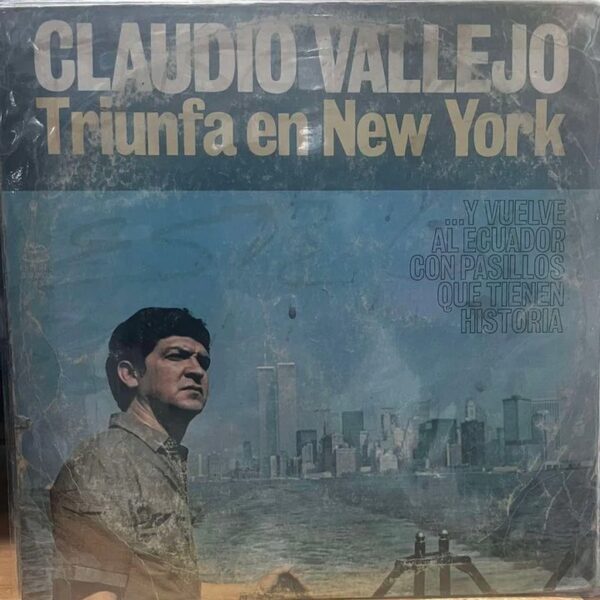 CLAUDIO VALLEJO
Triunfa en New York
...Y VUELVE
AL ECUADOR
CON PASILLOS
QUE TIENEN
HISTORIA